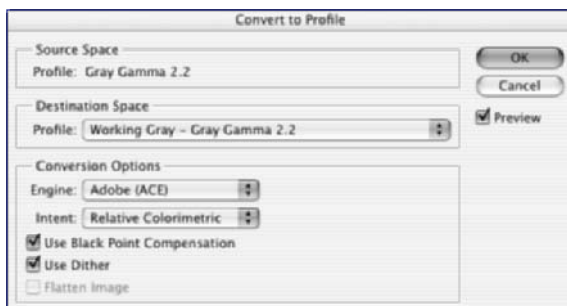 Convert to Profile
Source Space
Profile: Gray Gamma 2.2
OK
Cancel
Preview
Destination Space
Profile: Working Gray - Gray Gamma 2.2
Conversion Options
Engine: Adobe (ACE)
Intent: Relative Colorimetric
Use Black Point Compensation
Use Dither
Flatten Image